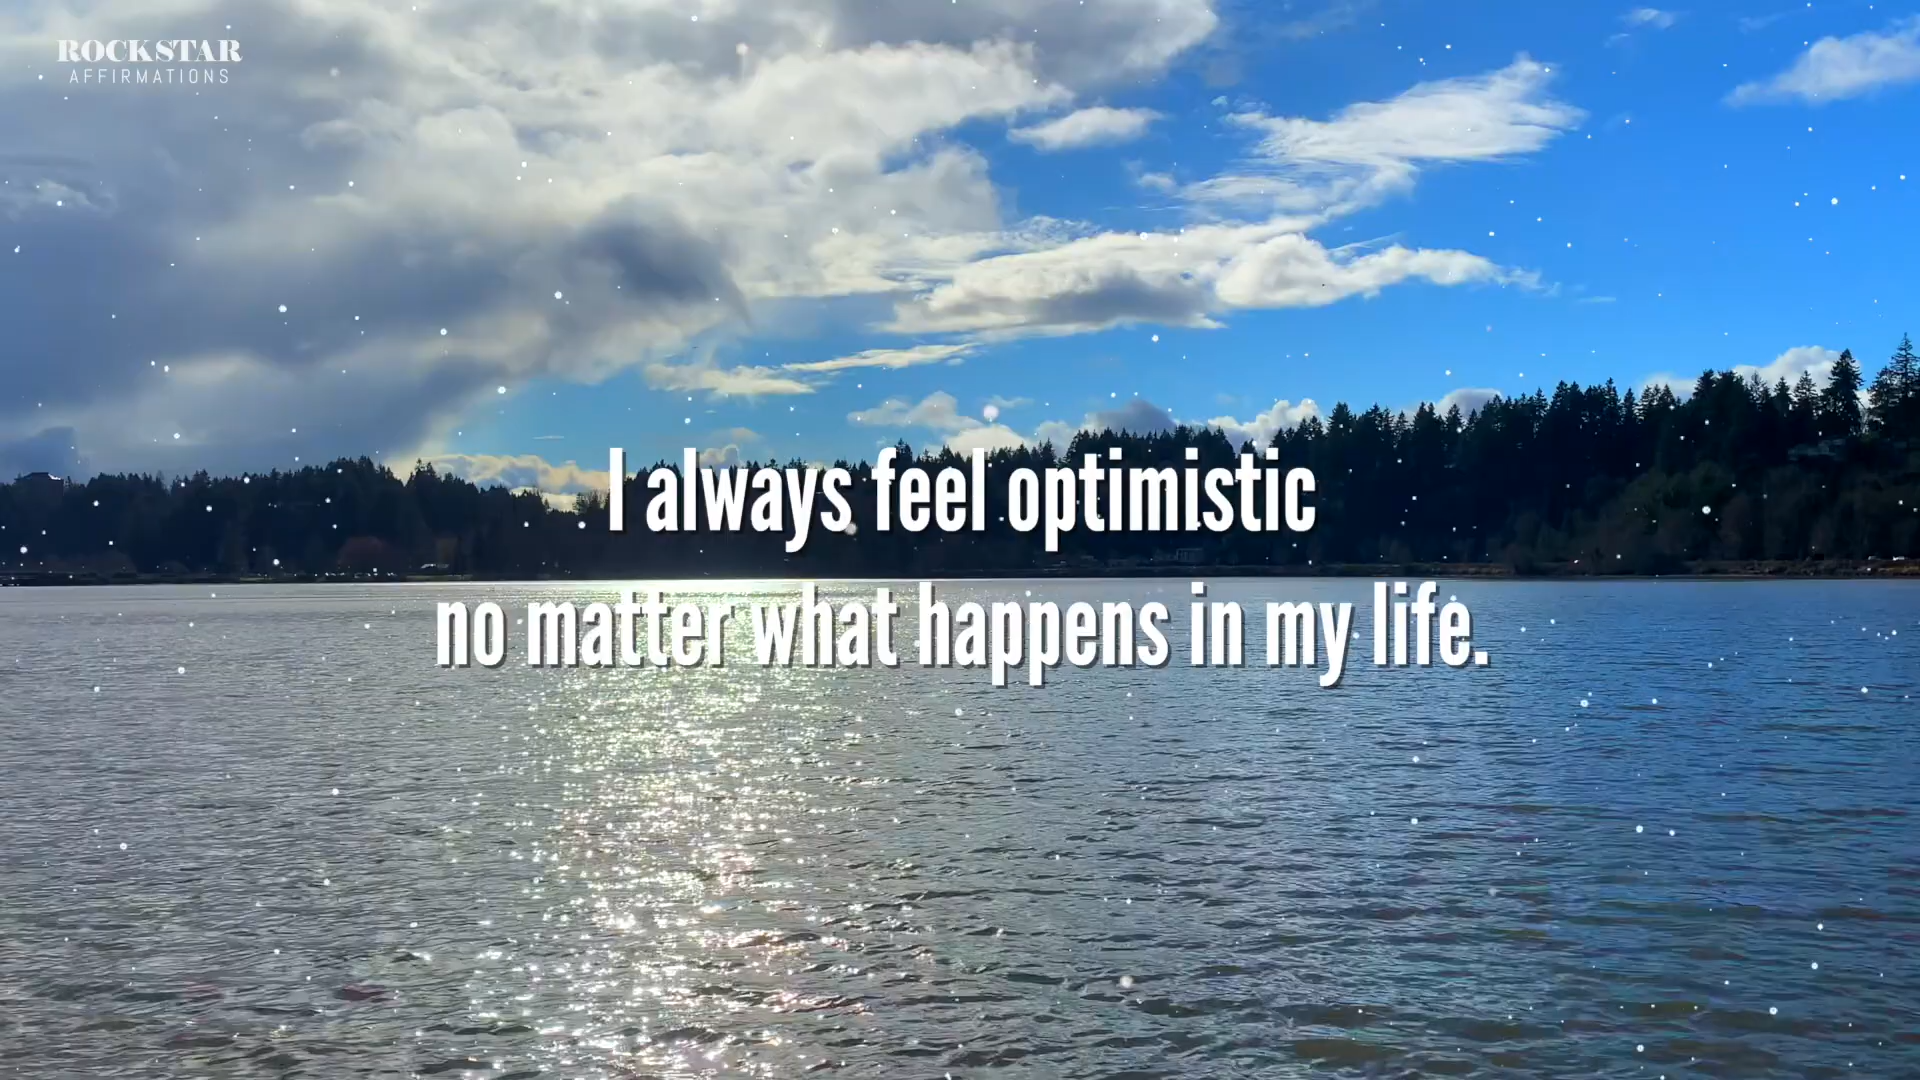 ROCKSTAR
AFFIRMATIONS
I always feel optimistic
no matter what happens in my life.